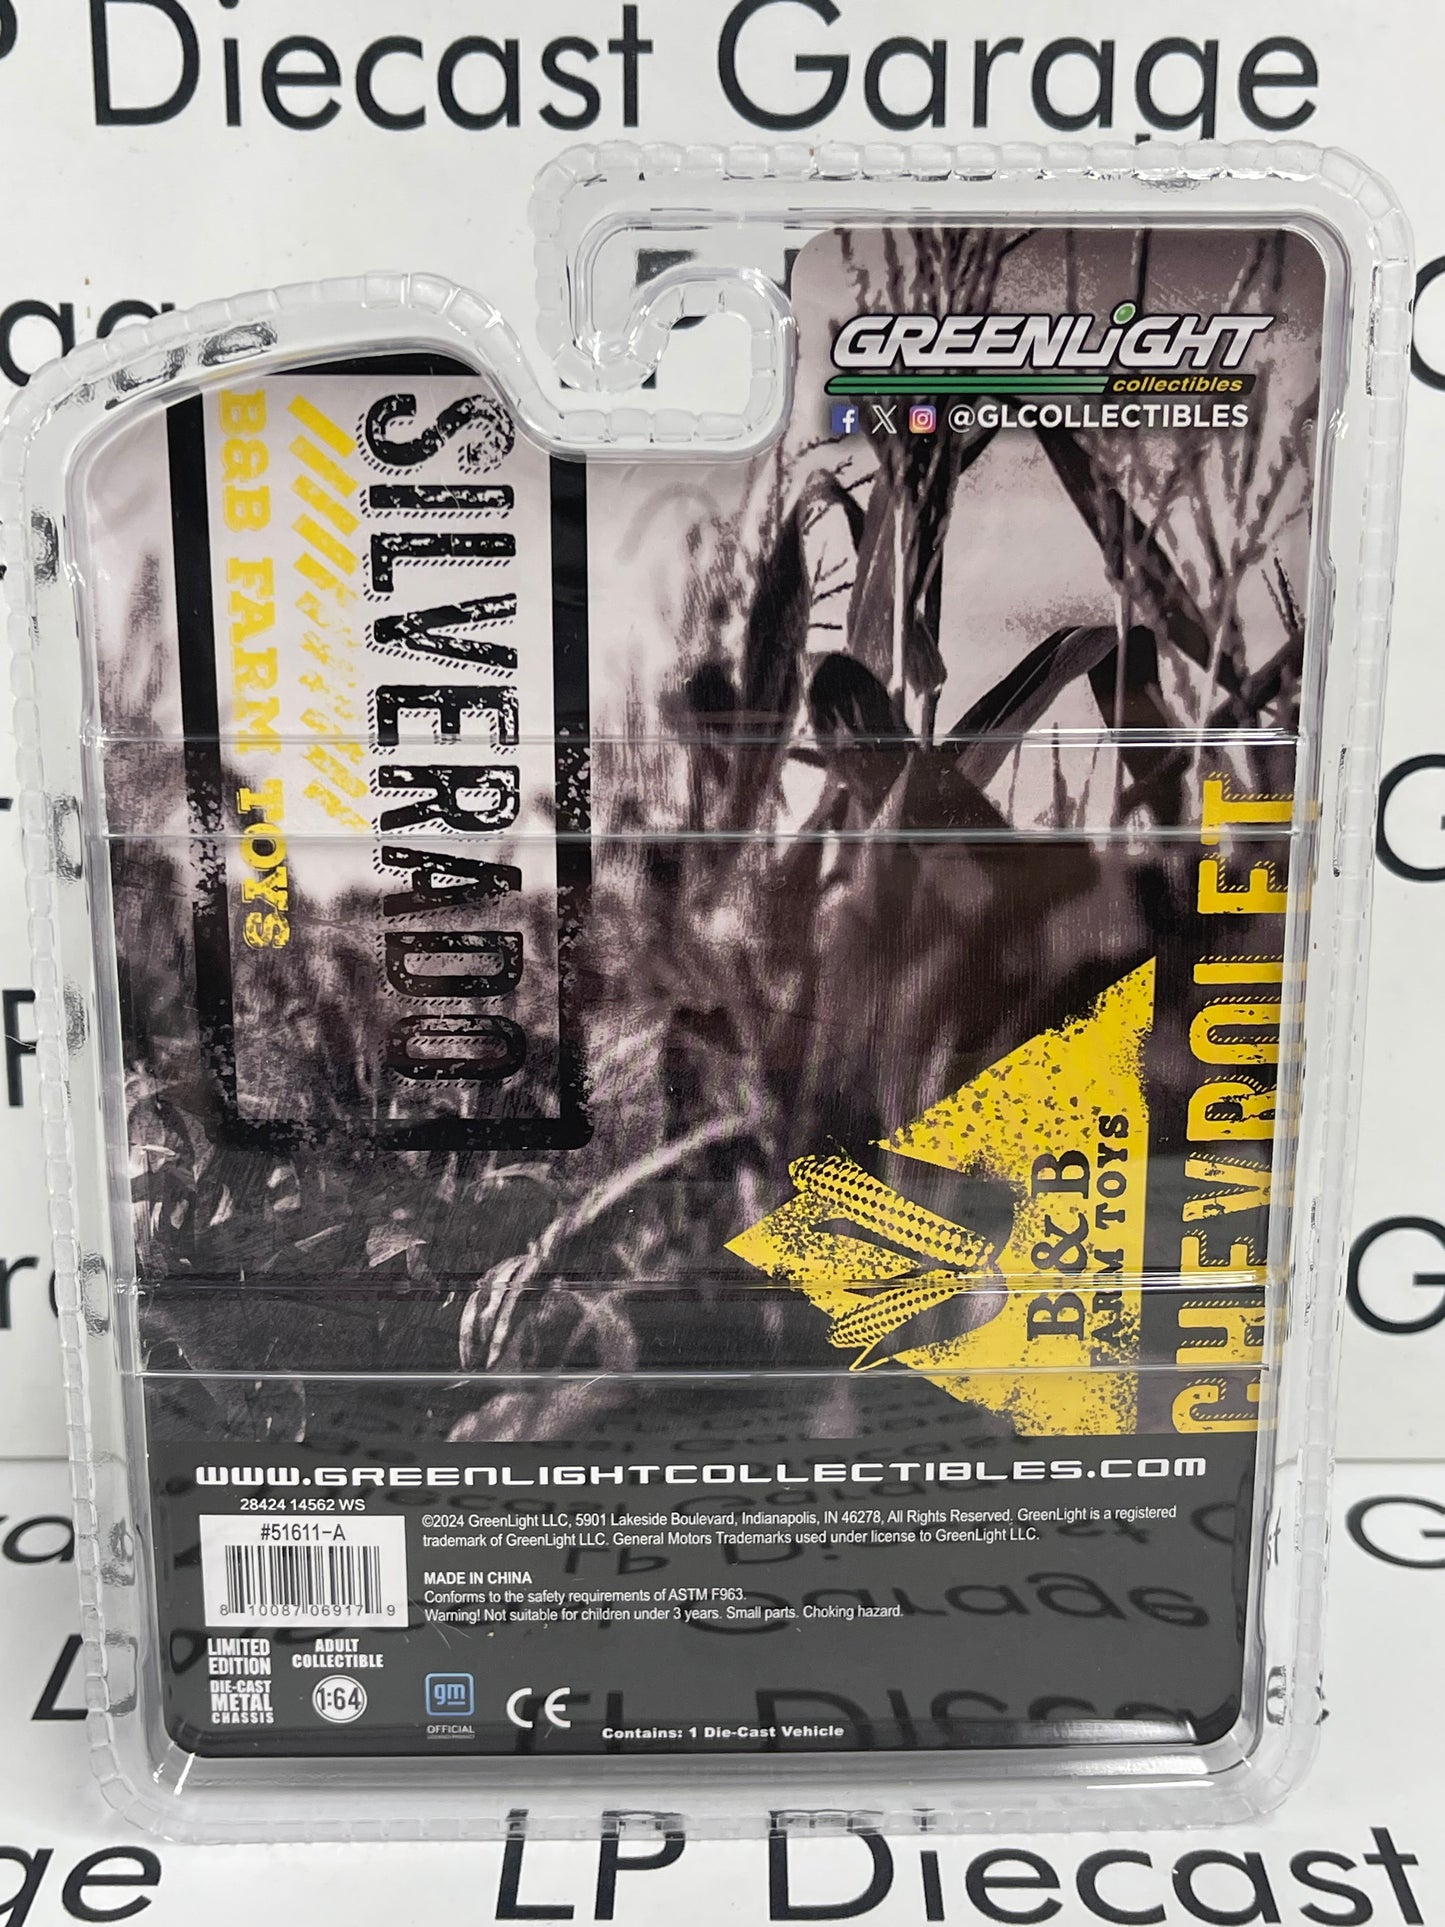 LP Diecast Garage
GREENLiGHT
collectibles
@GLCOLLECTIBLES
SILVERADO
B&B FARM TOYS
CHEVROLET
B&B
FARM TOYS
WWW.GREENLIGHTCOLLECTIBLES.COM
28424 14562 WS
#51611-A
8 10087 06917 9
©2024 GreenLight LLC, 5901 Lakeside Boulevard, Indianapolis, IN 46278, All Rights Reserved. GreenLight is a registered
trademark of GreenLight LLC. General Motors Trademarks used under license to GreenLight LLC.
MADE IN CHINA
Conforms to the safety requirements of ASTM F963.
Warning! Not suitable for children under 3 years. Small parts. Choking hazard.
LIMITED
EDITION
DIE-CAST
METAL
CHASSIS
ADULT
COLLECTIBLE
1:64
gm
OFFICIAL
CE
Contains: 1 Die-Cast Vehicle
LP Diecast